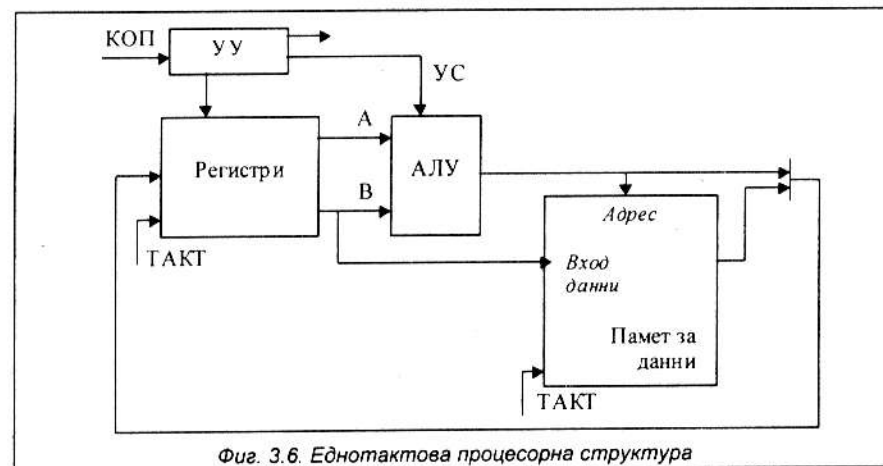 КОП
УУ
УС
Регистри
А
В
АЛУ
ТАКТ
Адрес
Вход
данни
Памет за
данни
ТАКТ
Фиг. 3.6. Еднотактова процесорна структура